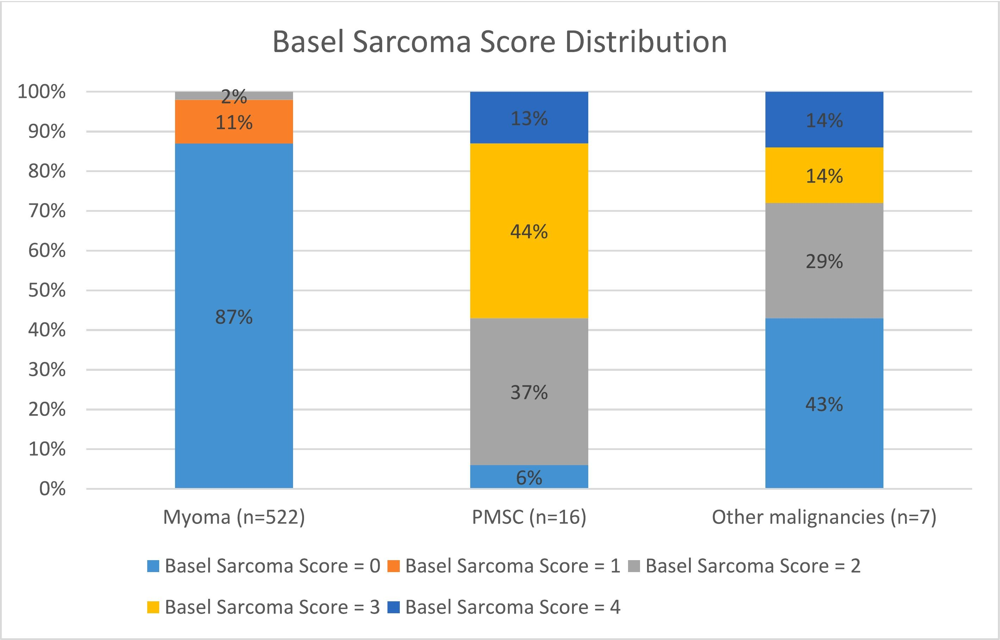 Basel Sarcoma Score Distribution
100%
90%
80%
70%
60%
50%
40%
30%
20%
10%
0%
2%
11%
87%
13%
44%
37%
6%
14%
14%
29%
43%
Myoma (n=522)
PMSC (n=16)
Other malignancies (n=7)
Basel Sarcoma Score = 0
Basel Sarcoma Score = 1
Basel Sarcoma Score = 2
Basel Sarcoma Score = 3
Basel Sarcoma Score = 4